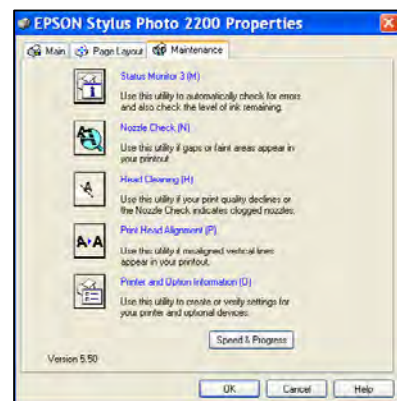 EPSON Stylus Photo 2200 Properties
Main Page Layout Maintenance
Status Monitor 3 (M)
Use this utility to automatically check for errors
and also check the level of ink remaining.
Nozzle Check (N)
Use this utility if gaps or faint areas appear in
your printout.
Head Cleaning (H)
Use this utility if your print quality declines or
the Nozzle Check indicates clogged nozzles.
Print Head Alignment (P)
Use this utility if misaligned vertical lines
appear in your printout.
Printer and Option Information (O)
Use this utility to create or verify settings for
your printer and optional devices.
Speed & Progress
Version 5.50
OK Cancel Help